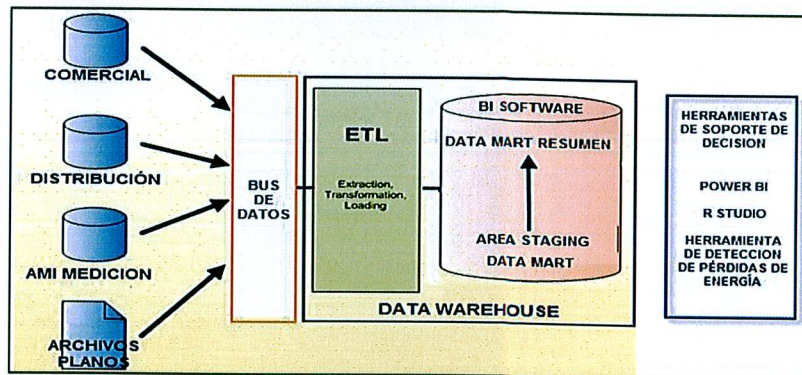 COMERCIAL
DISTRIBUCIÓN
AMI MEDICION
ARCHIVOS
PLANOS
BUS
DE
DATOS
ETL
Extraction,
Transformation,
Loading
BI SOFTWARE
DATA MART RESUMEN
AREA STAGING
DATA MART
DATA WAREHOUSE
HERRAMIENTAS
DE SOPORTE DE
DECISION
POWER BI
R STUDIO
HERRAMIENTA
DE DETECCION
DE PÉRDIDAS DE
ENERGÍA